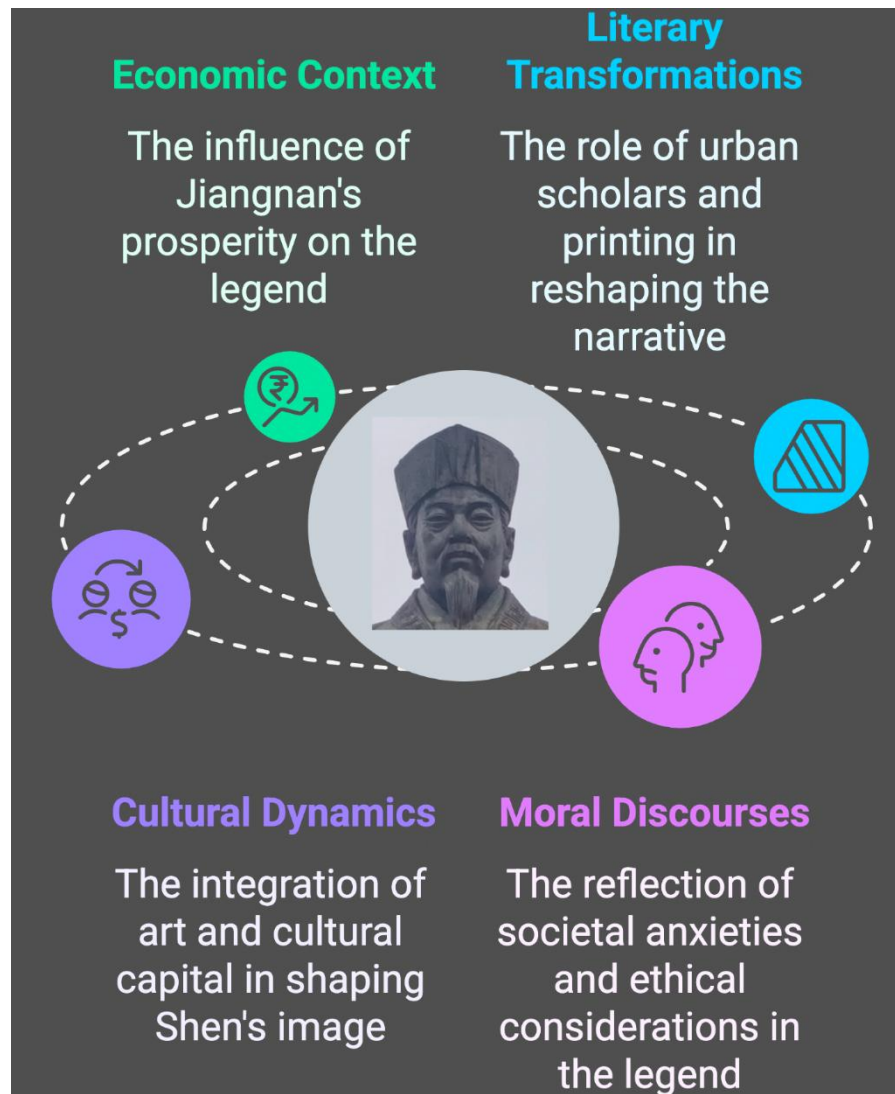 Economic Context
The influence of
Jiangnan's
prosperity on the
legend
Literary
Transformations
The role of urban
scholars and
printing in
reshaping the
narrative
₹
$
Cultural Dynamics
The integration of
art and cultural
capital in shaping
Shen's image
Moral Discourses
The reflection of
societal anxieties
and ethical
considerations in
the legend